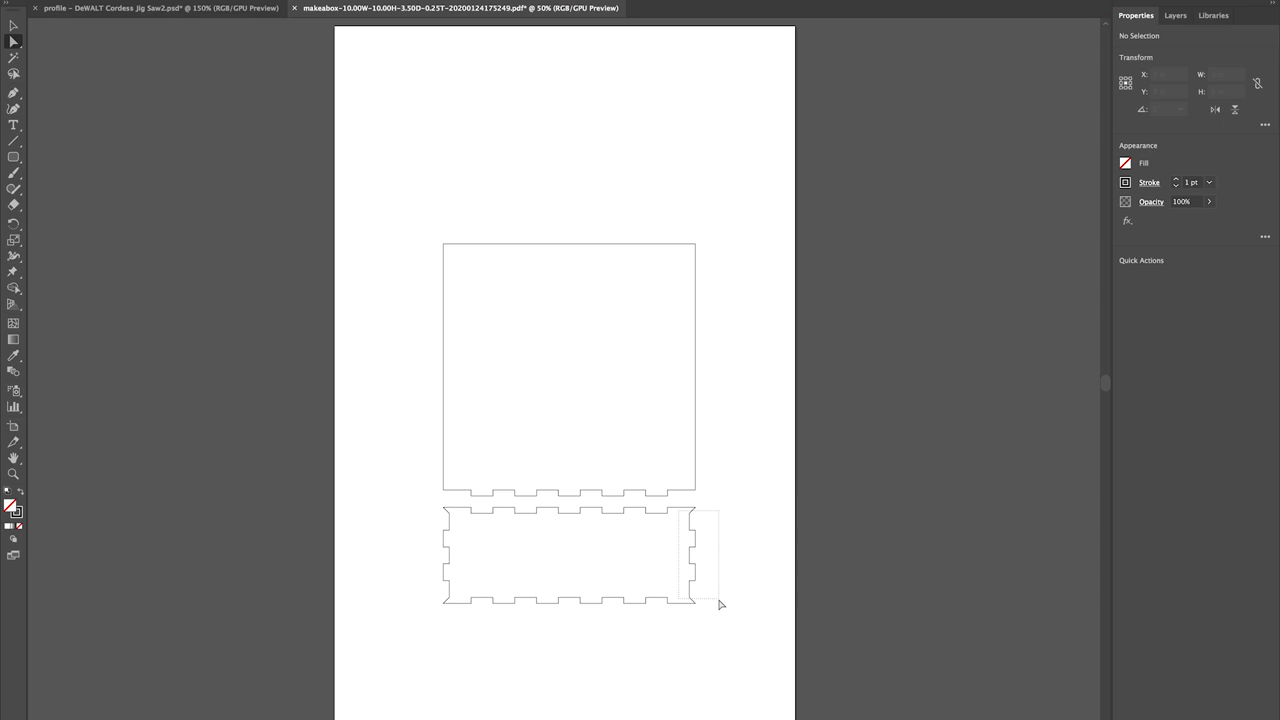 profile - DeWALT Cordess Jig Saw2.psd* @ 150% (RGB/GPU Preview)
makeabox-10.00W-10.00H-3.50D-0.25T-20200124175249.pdf* @ 50% (RGB/GPU Preview)
Properties
Layers
Libraries
No Selection
Transform
X:
W:
Y:
H:
Appearance
Fill
Stroke
1 pt
Opacity
100%
fx.
Quick Actions